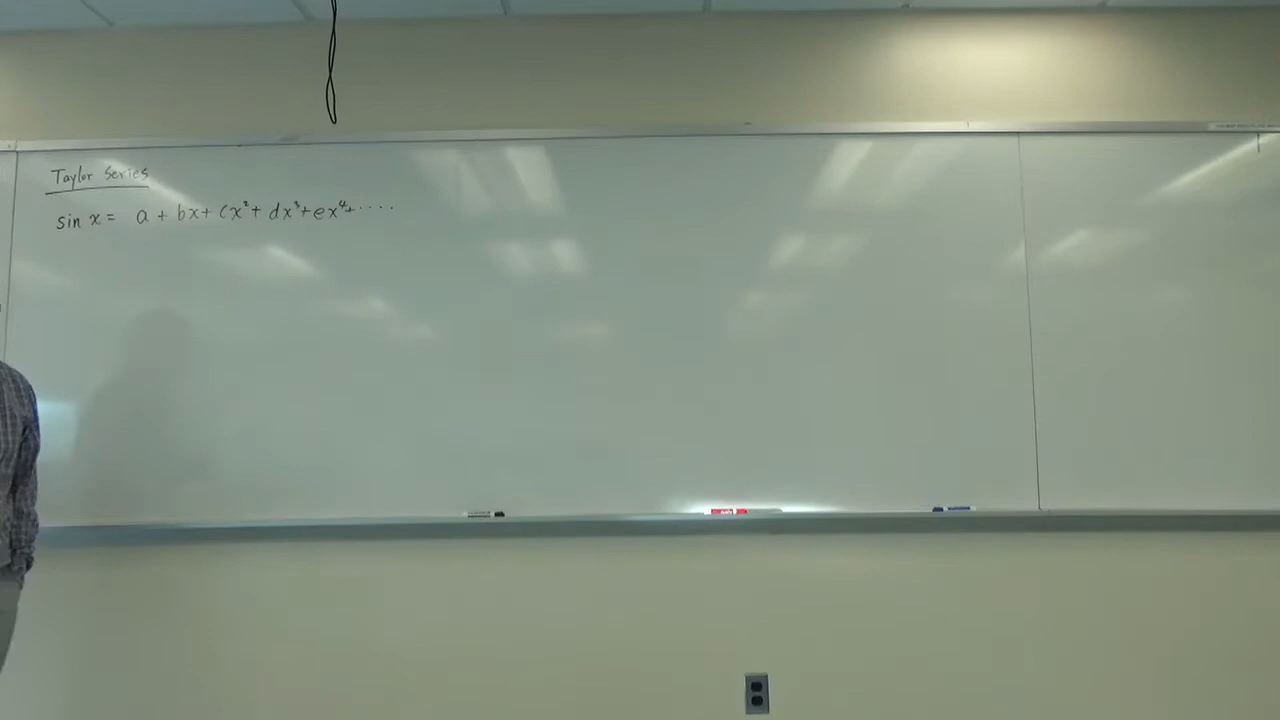 Taylor Series
sin x = a + bx + cx² + dx³ + ex⁴ + ....